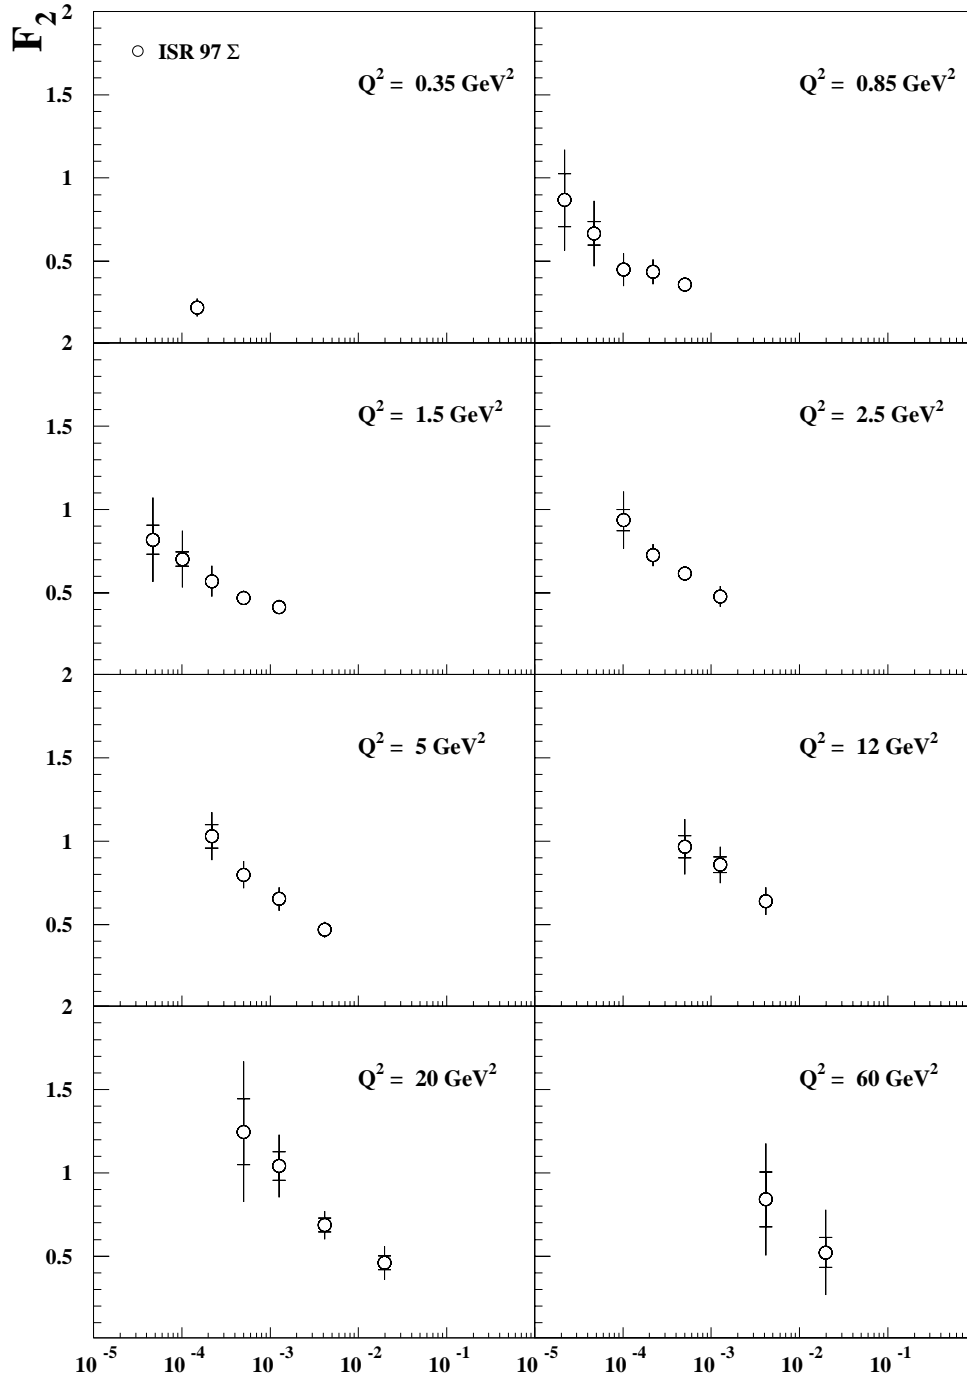 F₂
2
○ ISR 97 Σ
Q² = 0.35 GeV²
Q² = 0.85 GeV²
1.5
1
0.5
2
Q² = 1.5 GeV²
Q² = 2.5 GeV²
1.5
1
0.5
2
Q² = 5 GeV²
Q² = 12 GeV²
1.5
1
0.5
2
Q² = 20 GeV²
Q² = 60 GeV²
1.5
1
0.5
10⁻⁵ 10⁻⁴ 10⁻³ 10⁻² 10⁻¹ 10⁻⁵ 10⁻⁴ 10⁻³ 10⁻² 10⁻¹